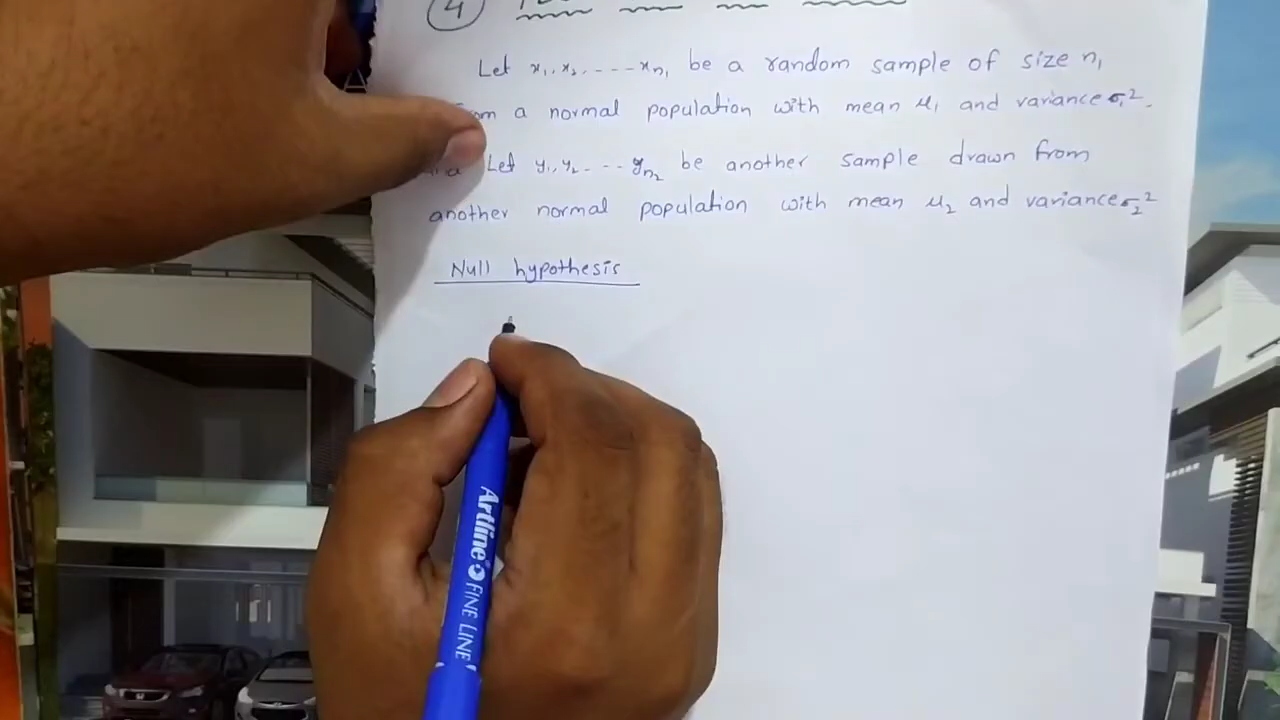 4
Let x₁, x₂, ----- xn₁ be a random sample of size n₁
a normal population with mean μ₁ and variance σ₁².
Let y₁, y₂ - - -- yn₂ be another sample drawn from
another normal population with mean μ₂ and variance σ₂²
Null hypothesis
Artline FINE LINE